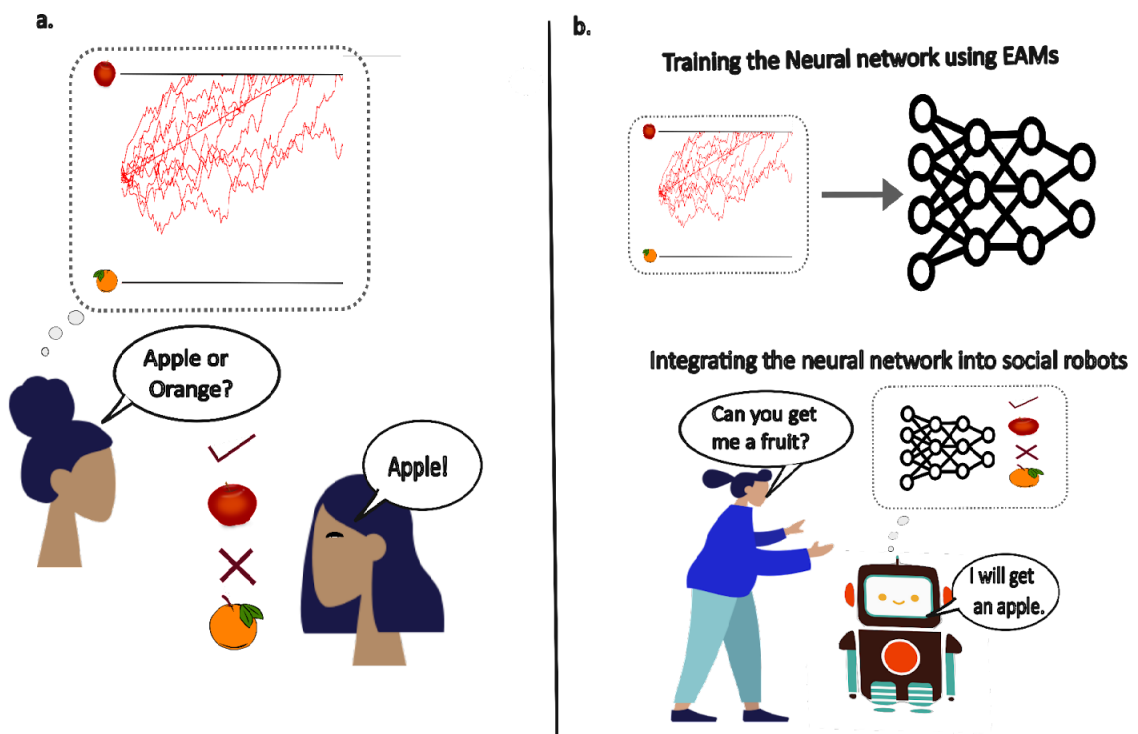 a.
Apple or
Orange?
Apple!
b.
Training the Neural network using EAMs
Integrating the neural network into social robots
Can you get
me a fruit?
I will get
an apple.